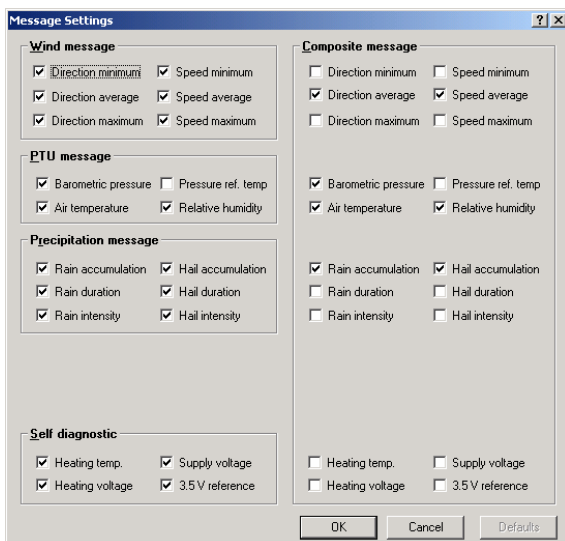 Message Settings
Wind message
Direction minimum Speed minimum
Direction average Speed average
Direction maximum Speed maximum
PTU message
Barometric pressure Pressure ref. temp
Air temperature Relative humidity
Precipitation message
Rain accumulation Hail accumulation
Rain duration Hail duration
Rain intensity Hail intensity
Self diagnostic
Heating temp. Supply voltage
Heating voltage 3.5 V reference
Composite message
Direction minimum Speed minimum
Direction average Speed average
Direction maximum Speed maximum
Barometric pressure Pressure ref. temp
Air temperature Relative humidity
Rain accumulation Hail accumulation
Rain duration Hail duration
Rain intensity Hail intensity
Heating temp. Supply voltage
Heating voltage 3.5 V reference
OK Cancel Defaults